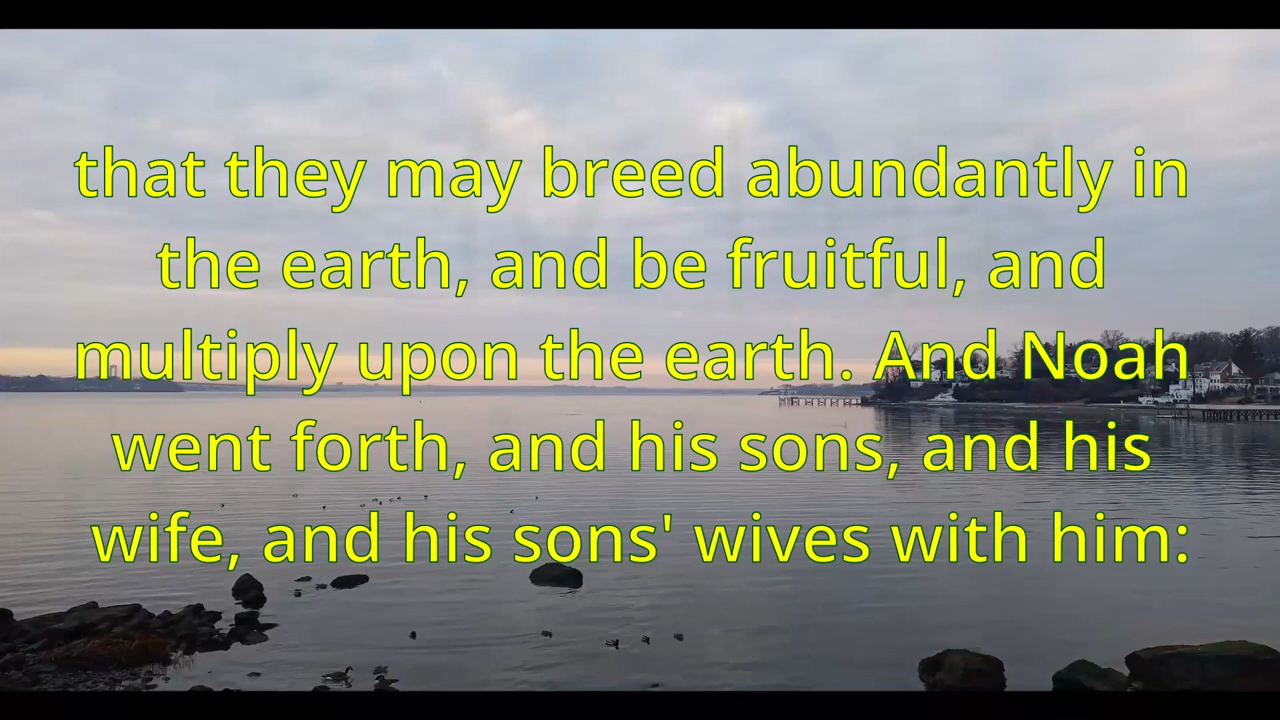 that they may breed abundantly in
the earth, and be fruitful, and
multiply upon the earth. And Noah
went forth, and his sons, and his
wife, and his sons' wives with him: